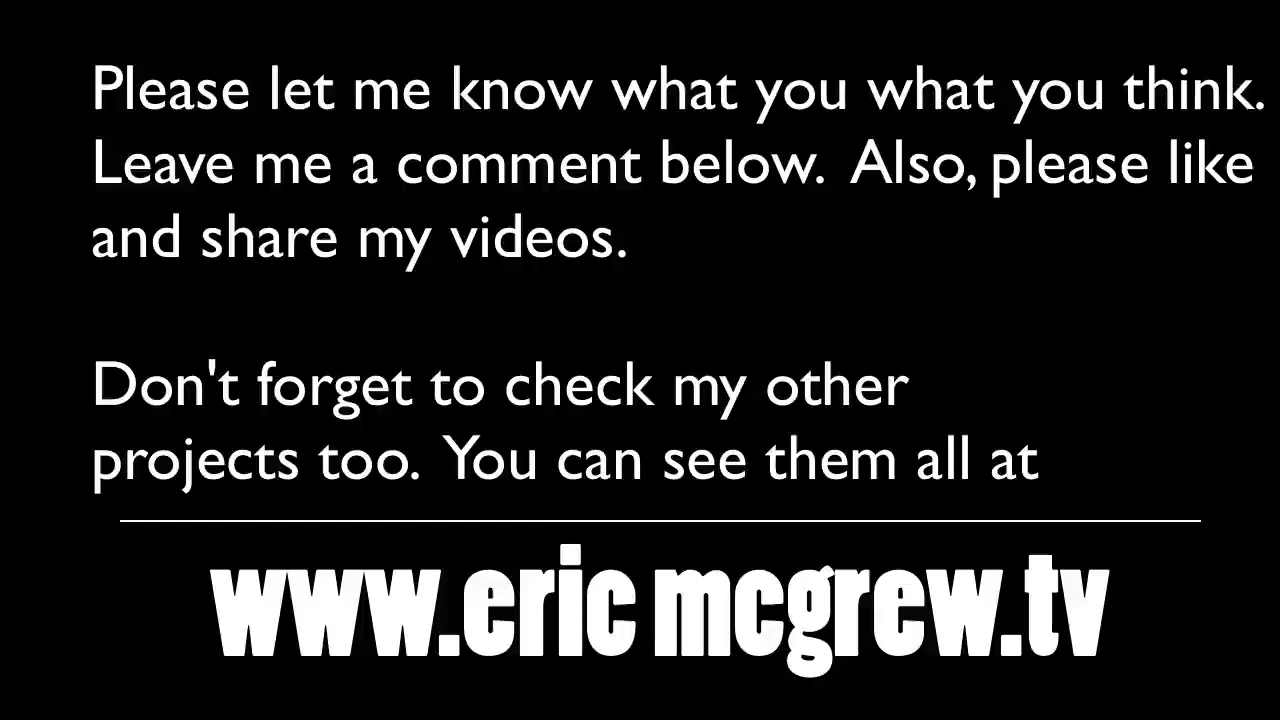 Please let me know what you what you think.
Leave me a comment below. Also, please like
and share my videos.
Don't forget to check my other
projects too. You can see them all at
www.eric mcgrew.tv